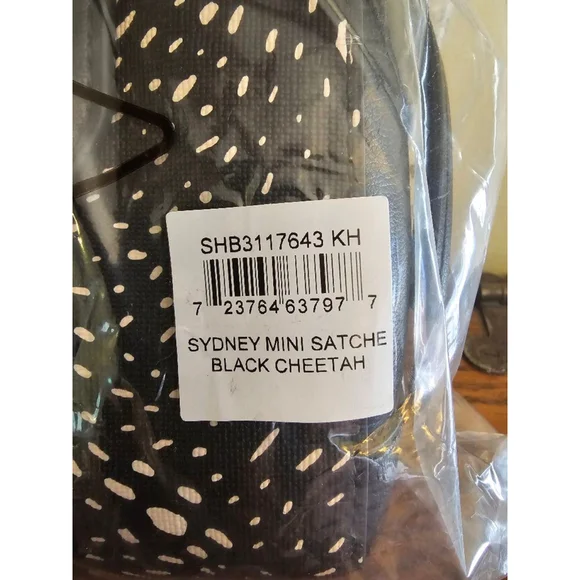 SHB3117643 KH
7 23764 63797 7
SYDNEY MINI SATCHE
BLACK CHEETAH